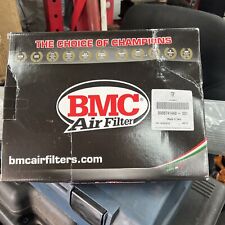 THE CHOICE OF CHAMPIONS
BMC
Air Filter
bmcairfilters.com